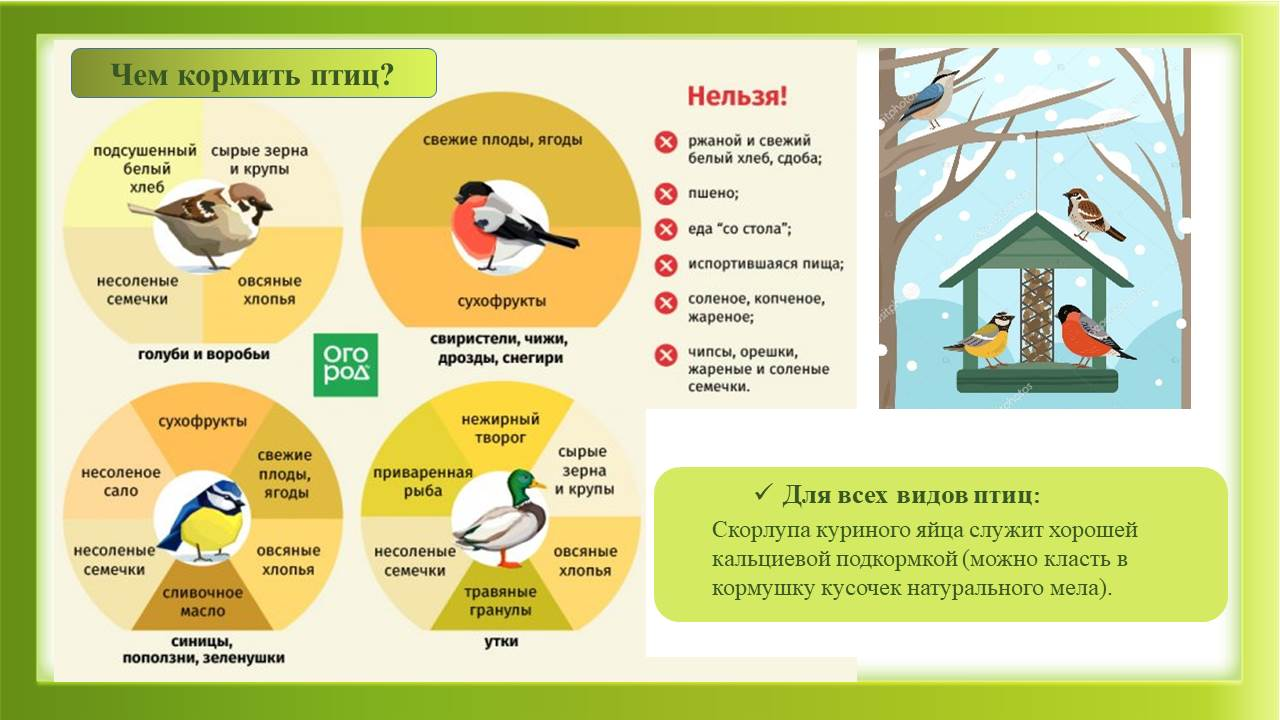 Чем кормить птиц?
подсушенный
белый
хлеб
сырые зерна
и крупы
несоленые
семечки
овсяные
хлопья
голуби и воробьи
свежие плоды, ягоды
сухофрукты
свиристели, чижи,
дрозды, снегири
Нельзя!
ржаной и свежий
белый хлеб, сдоба;
пшено;
еда “со стола”;
испортившаяся пища;
соленое, копченое,
жареное;
чипсы, орешки,
жареные и соленые
семечки.
ОГО
РОД
сухофрукты
несоленое
сало
свежие
плоды,
ягоды
несоленые
семечки
овсяные
хлопья
сливочное
масло
синицы,
поползни, зеленушки
нежирный
творог
приваренная
рыба
сырые
зерна
и крупы
несоленые
семечки
овсяные
хлопья
травяные
гранулы
утки
✓ Для всех видов птиц:
Скорлупа куриного яйца служит хорошей
кальциевой подкормкой (можно класть в
кормушку кусочек натурального мела).